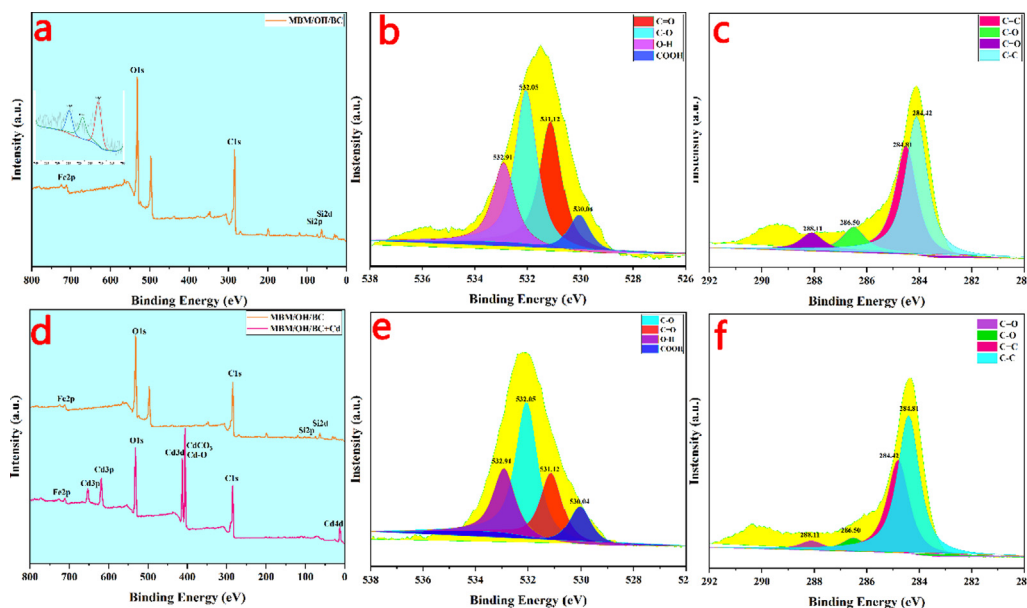 a
MBM/OH/BC
O1s
C1s
Fe2p
Si2d
Si2p
Intensity (a.u.)
800 700 600 500 400 300 200 100 0
Binding Energy (eV)
b
C=O
C-O
O-H
COOH
532.05
531.12
532.91
530.04
Intensity (a.u.)
538 536 534 532 530 528 526
Binding Energy (eV)
c
C=C
C-O
C=O
C-C
284.42
284.81
286.50
288.11
Intensity (a.u.)
292 290 288 286 284 282 280
Binding Energy (eV)
d
MBM/OH/BC
MBM/OH/BC+Cd
O1s
C1s
Fe2p
Si2d
Si2p
CdCO3
Cd-O
Cd3d
O1s
Cd3p
Cd3p
Fe2p
C1s
Cd4d
Intensity (a.u.)
800 700 600 500 400 300 200 100 0
Binding Energy (eV)
e
C-O
C=O
O-H
COOH
532.05
532.91
531.12
530.04
Intensity (a.u.)
538 536 534 532 530 528 52
Binding Energy (eV)
f
C=O
C-O
C=C
C-C
284.81
284.42
286.50
288.11
Intensity (a.u.)
292 290 288 286 284 282 280
Binding Energy (eV)